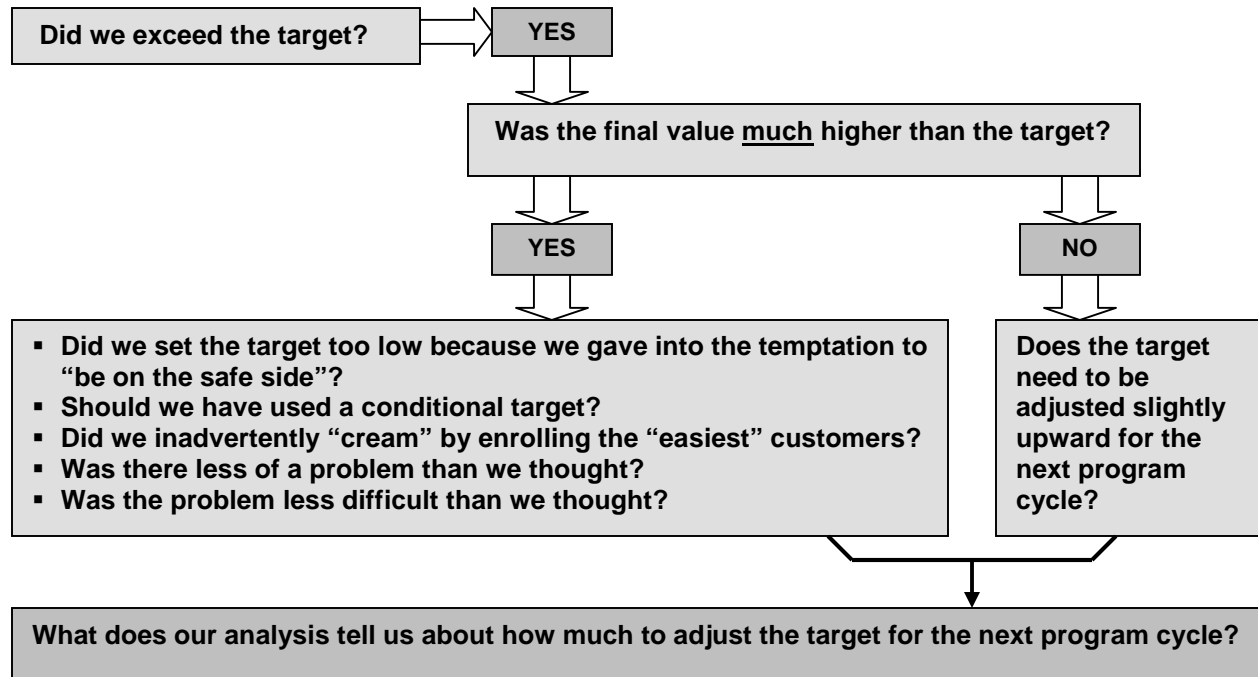 Did we exceed the target?
YES
Was the final value much higher than the target?
YES
NO
▪ Did we set the target too low because we gave into the temptation to
“be on the safe side”?
▪ Should we have used a conditional target?
▪ Did we inadvertently “cream” by enrolling the “easiest” customers?
▪ Was there less of a problem than we thought?
▪ Was the problem less difficult than we thought?
Does the target
need to be
adjusted slightly
upward for the
next program
cycle?
What does our analysis tell us about how much to adjust the target for the next program cycle?